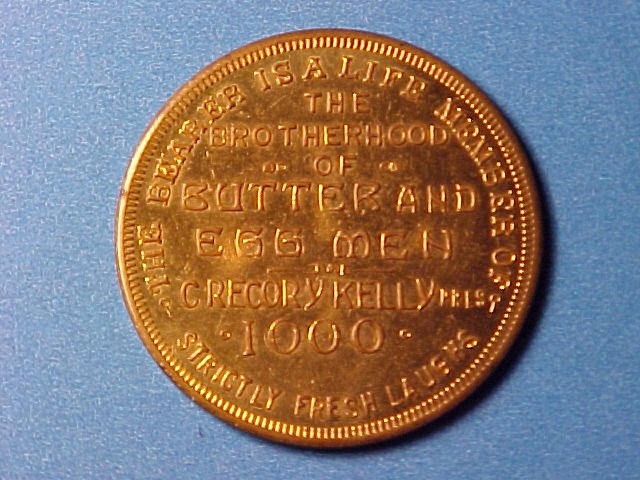 THE BEARER IS A LIFE MEMBER OF
THE
BROTHERHOOD
OF
BUTTER AND
EGG MEN
GREGORY KELLY PREST
1000
STRICTLY FRESH LAUGHS